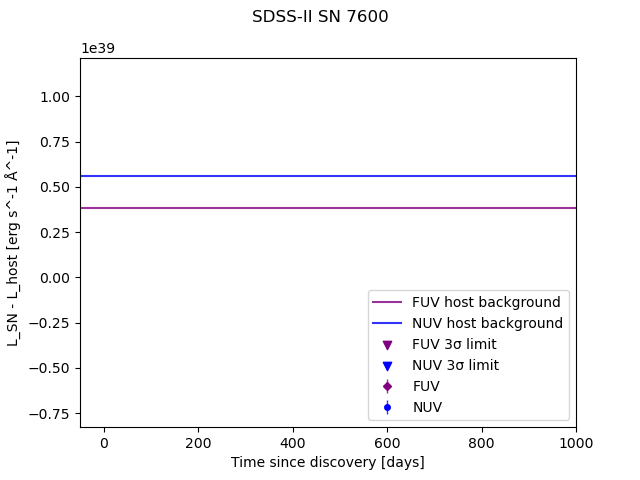 SDSS-II SN 7600
1e39
L_SN - L_host [erg s^-1 Å^-1]
1.00
0.75
0.50
0.25
0.00
−0.25
−0.50
−0.75
FUV host background
NUV host background
FUV 3σ limit
NUV 3σ limit
FUV
NUV
0 200 400 600 800 1000
Time since discovery [days]